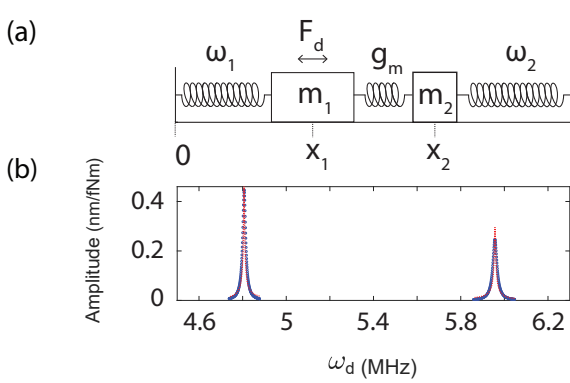 (a)
ω1 Fd gm ω2
m1 m2
0 x1 x2
(b)
Amplitude (nm/fNm)
0.4
0.2
0
4.6 5 5.4 5.8 6.2
ωd (MHz)